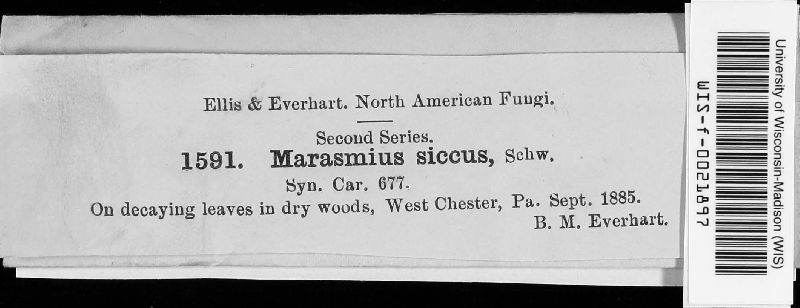 Ellis & Everhart. North American Fungi.
Second Series.
1591. Marasmius siccus, Schw.
Syn. Car. 677.
On decaying leaves in dry woods, West Chester, Pa. Sept. 1885.
B. M. Everhart.
University of Wisconsin-Madison (WIS)
WIS-f-0021897